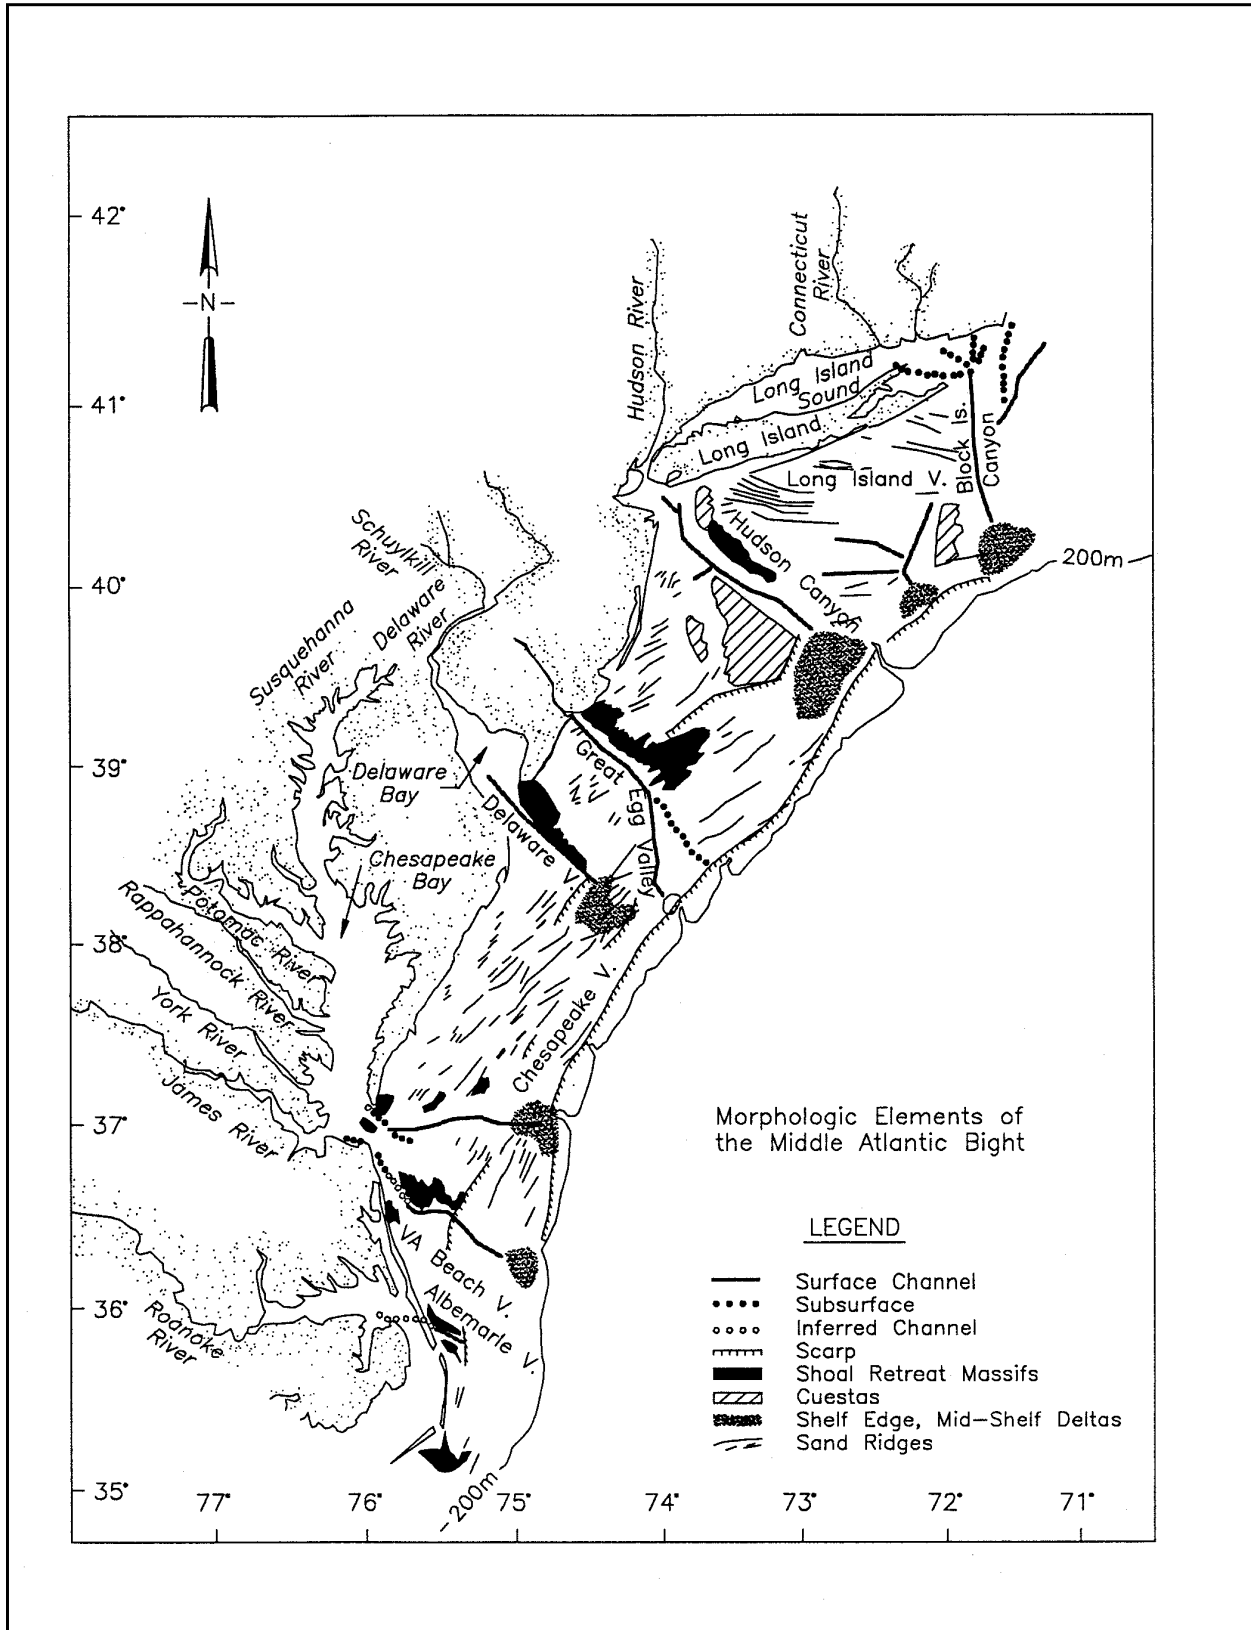 42°
41°
40°
39°
38°
37°
36°
35°
77°
76°
75°
74°
73°
72°
71°
-N-
Hudson River
Connecticut
River
Long Island
Sound
Long Island
Long Island V.
Block Is.
Canyon
Hudson Canyon
200m
Schuylkill
River
Delaware
River
Susquehanna
River
Delaware
Bay
Great Egg Valley
Delaware V.
Chesapeake
Bay
Potomac River
Rappahannock River
York River
James River
Chesapeake V.
VA Beach V.
Albemarle V.
Roanoke
River
-200m
Morphologic Elements of
the Middle Atlantic Bight
LEGEND
Surface Channel
Subsurface
Inferred Channel
Scarp
Shoal Retreat Massifs
Cuestas
Shelf Edge, Mid-Shelf Deltas
Sand Ridges